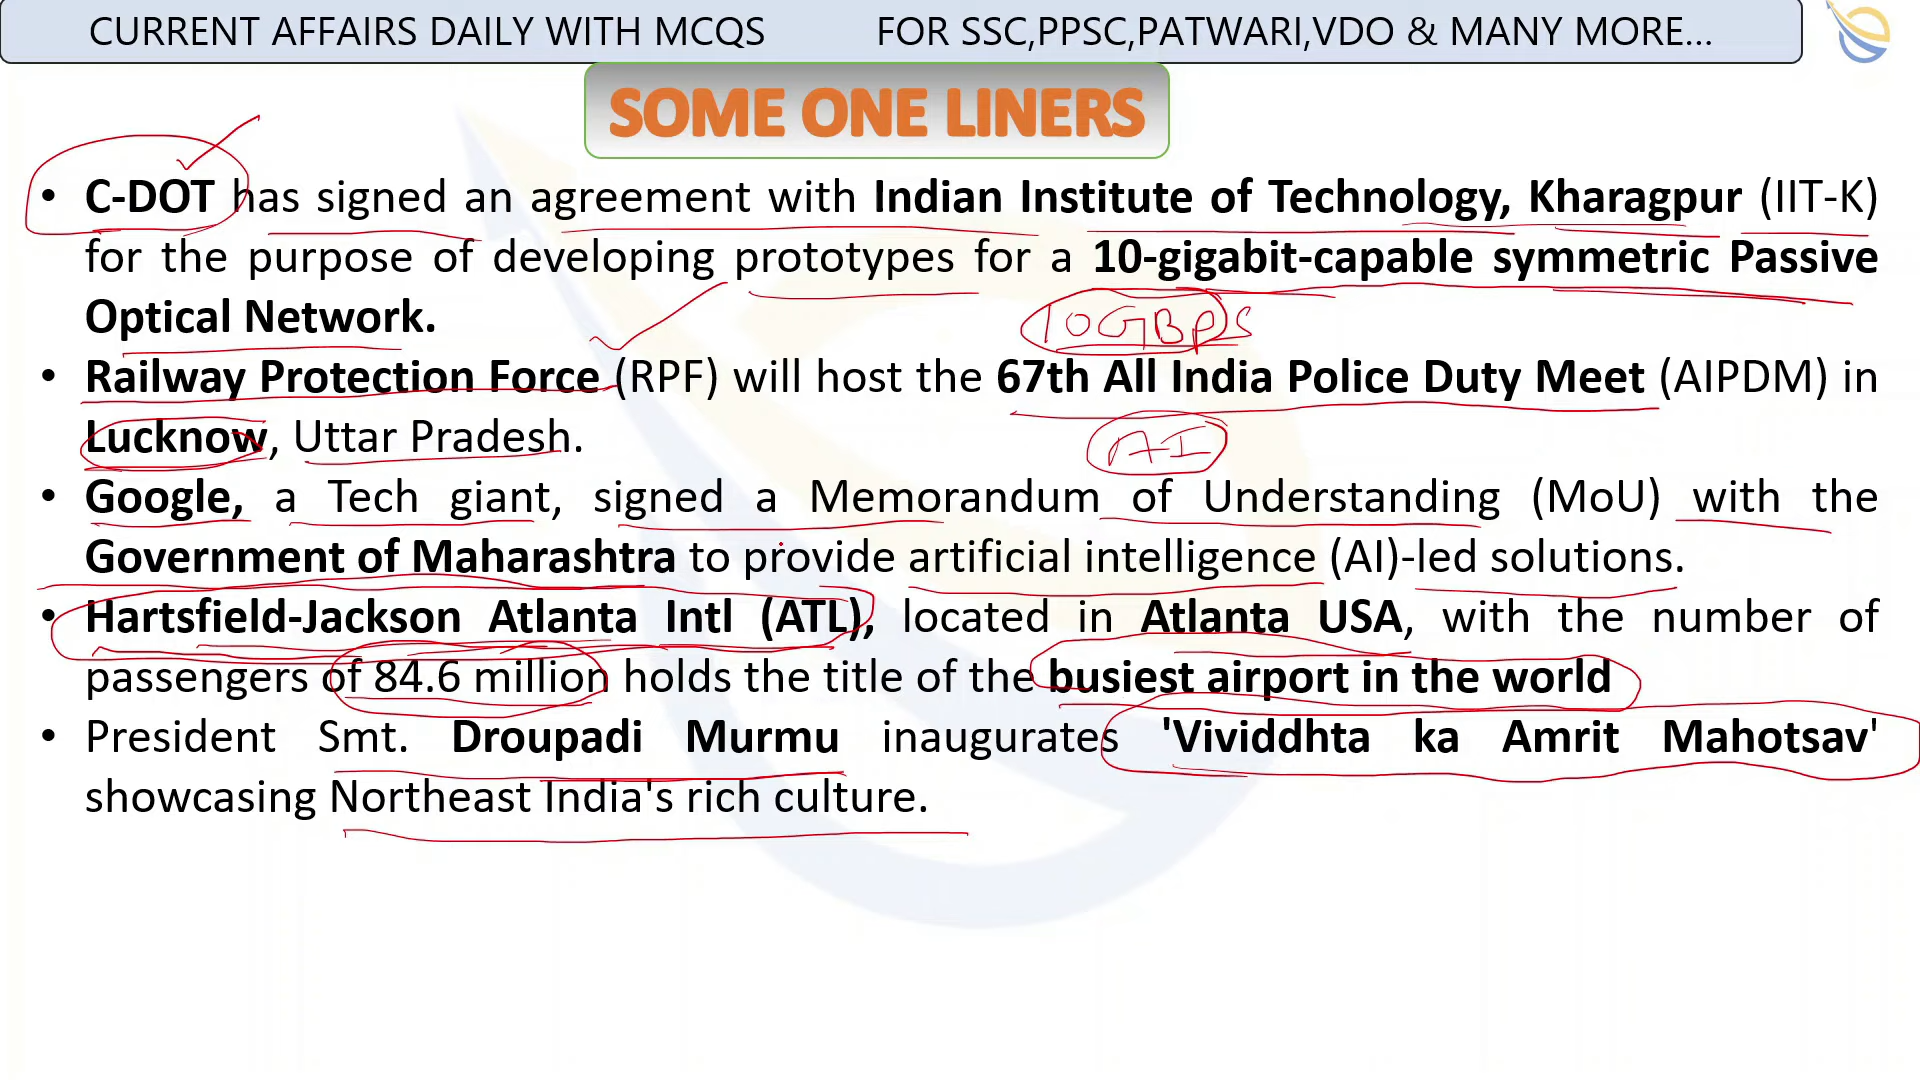 CURRENT AFFAIRS DAILY WITH MCQS FOR SSC,PPSC,PATWARI,VDO & MANY MORE...
SOME ONE LINERS
• C-DOT has signed an agreement with Indian Institute of Technology, Kharagpur (IIT-K)
for the purpose of developing prototypes for a 10-gigabit-capable symmetric Passive
Optical Network.
10GBPS
• Railway Protection Force (RPF) will host the 67th All India Police Duty Meet (AIPDM) in
Lucknow, Uttar Pradesh.
AI
• Google, a Tech giant, signed a Memorandum of Understanding (MoU) with the
Government of Maharashtra to provide artificial intelligence (AI)-led solutions.
• Hartsfield-Jackson Atlanta Intl (ATL), located in Atlanta USA, with the number of
passengers of 84.6 million holds the title of the busiest airport in the world
• President Smt. Droupadi Murmu inaugurates 'Vividdhta ka Amrit Mahotsav'
showcasing Northeast India's rich culture.